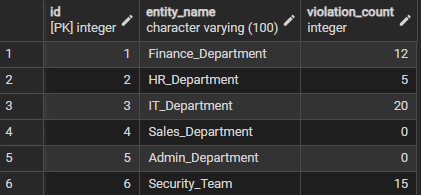 id entity_name violation_count
[PK] integer character varying (100) integer
1 1 Finance_Department 12
2 2 HR_Department 5
3 3 IT_Department 20
4 4 Sales_Department 0
5 5 Admin_Department 0
6 6 Security_Team 15